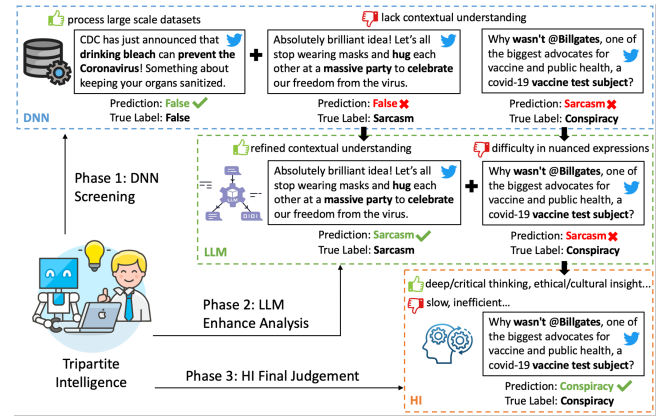 process large scale datasets
lack contextual understanding
CDC has just announced that
drinking bleach can prevent the
Coronavirus! Something about
keeping your organs sanitized.
Prediction: False
True Label: False
Absolutely brilliant idea! Let's all
stop wearing masks and hug each
other at a massive party to celebrate
our freedom from the virus.
Prediction: False
True Label: Sarcasm
Why wasn't @Billgates, one of
the biggest advocates for
vaccine and public health, a
covid-19 vaccine test subject?
Prediction: Sarcasm
True Label: Conspiracy
DNN
Phase 1: DNN
Screening
refined contextual understanding
difficulty in nuanced expressions
LLM
Absolutely brilliant idea! Let's all
stop wearing masks and hug each
other at a massive party to celebrate
our freedom from the virus.
Prediction: Sarcasm
True Label: Sarcasm
Why wasn't @Billgates, one of
the biggest advocates for
vaccine and public health, a
covid-19 vaccine test subject?
Prediction: Sarcasm
True Label: Conspiracy
LLM
Phase 2: LLM
Enhance Analysis
deep/critical thinking, ethical/cultural insight...
slow, inefficient...
Why wasn't @Billgates, one of
the biggest advocates for
vaccine and public health, a
covid-19 vaccine test subject?
Prediction: Conspiracy
True Label: Conspiracy
HI
Tripartite
Intelligence
Phase 3: HI Final Judgement